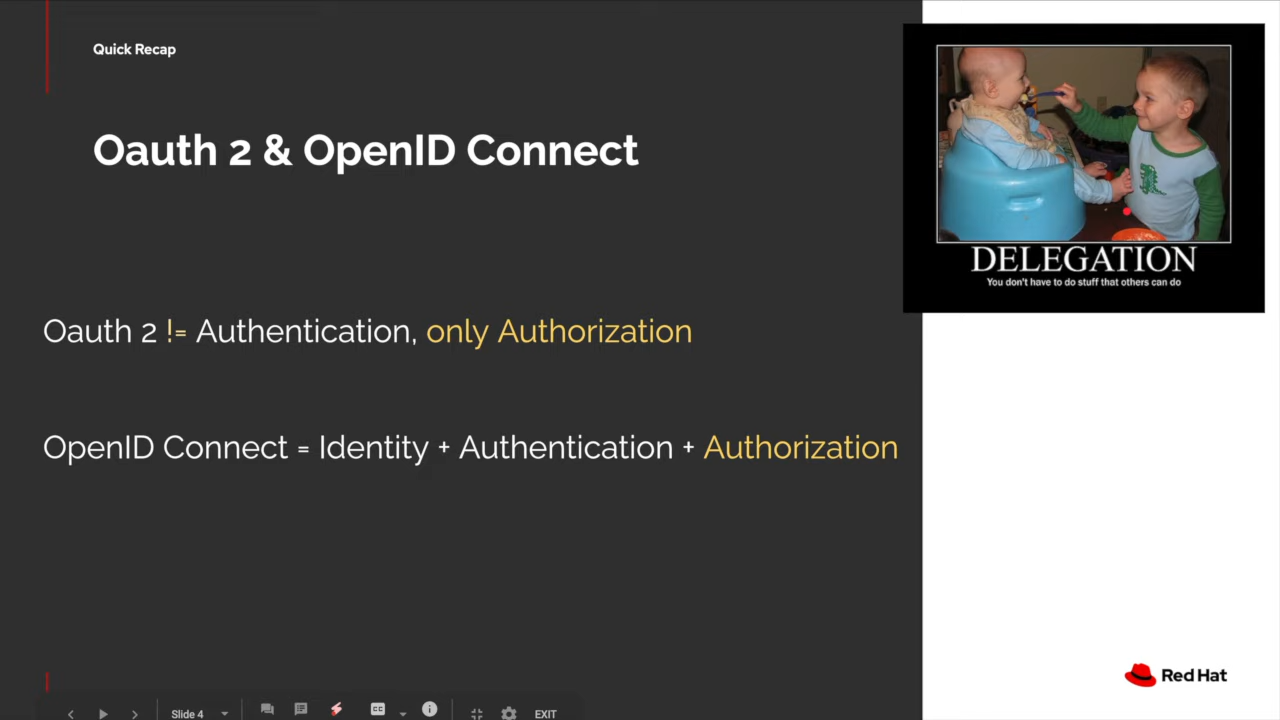 Quick Recap
Oauth 2 & OpenID Connect
Oauth 2 != Authentication, only Authorization
OpenID Connect = Identity + Authentication + Authorization
DELEGATION
You don't have to do stuff that others can do
Red Hat
Slide 4
CC
EXIT